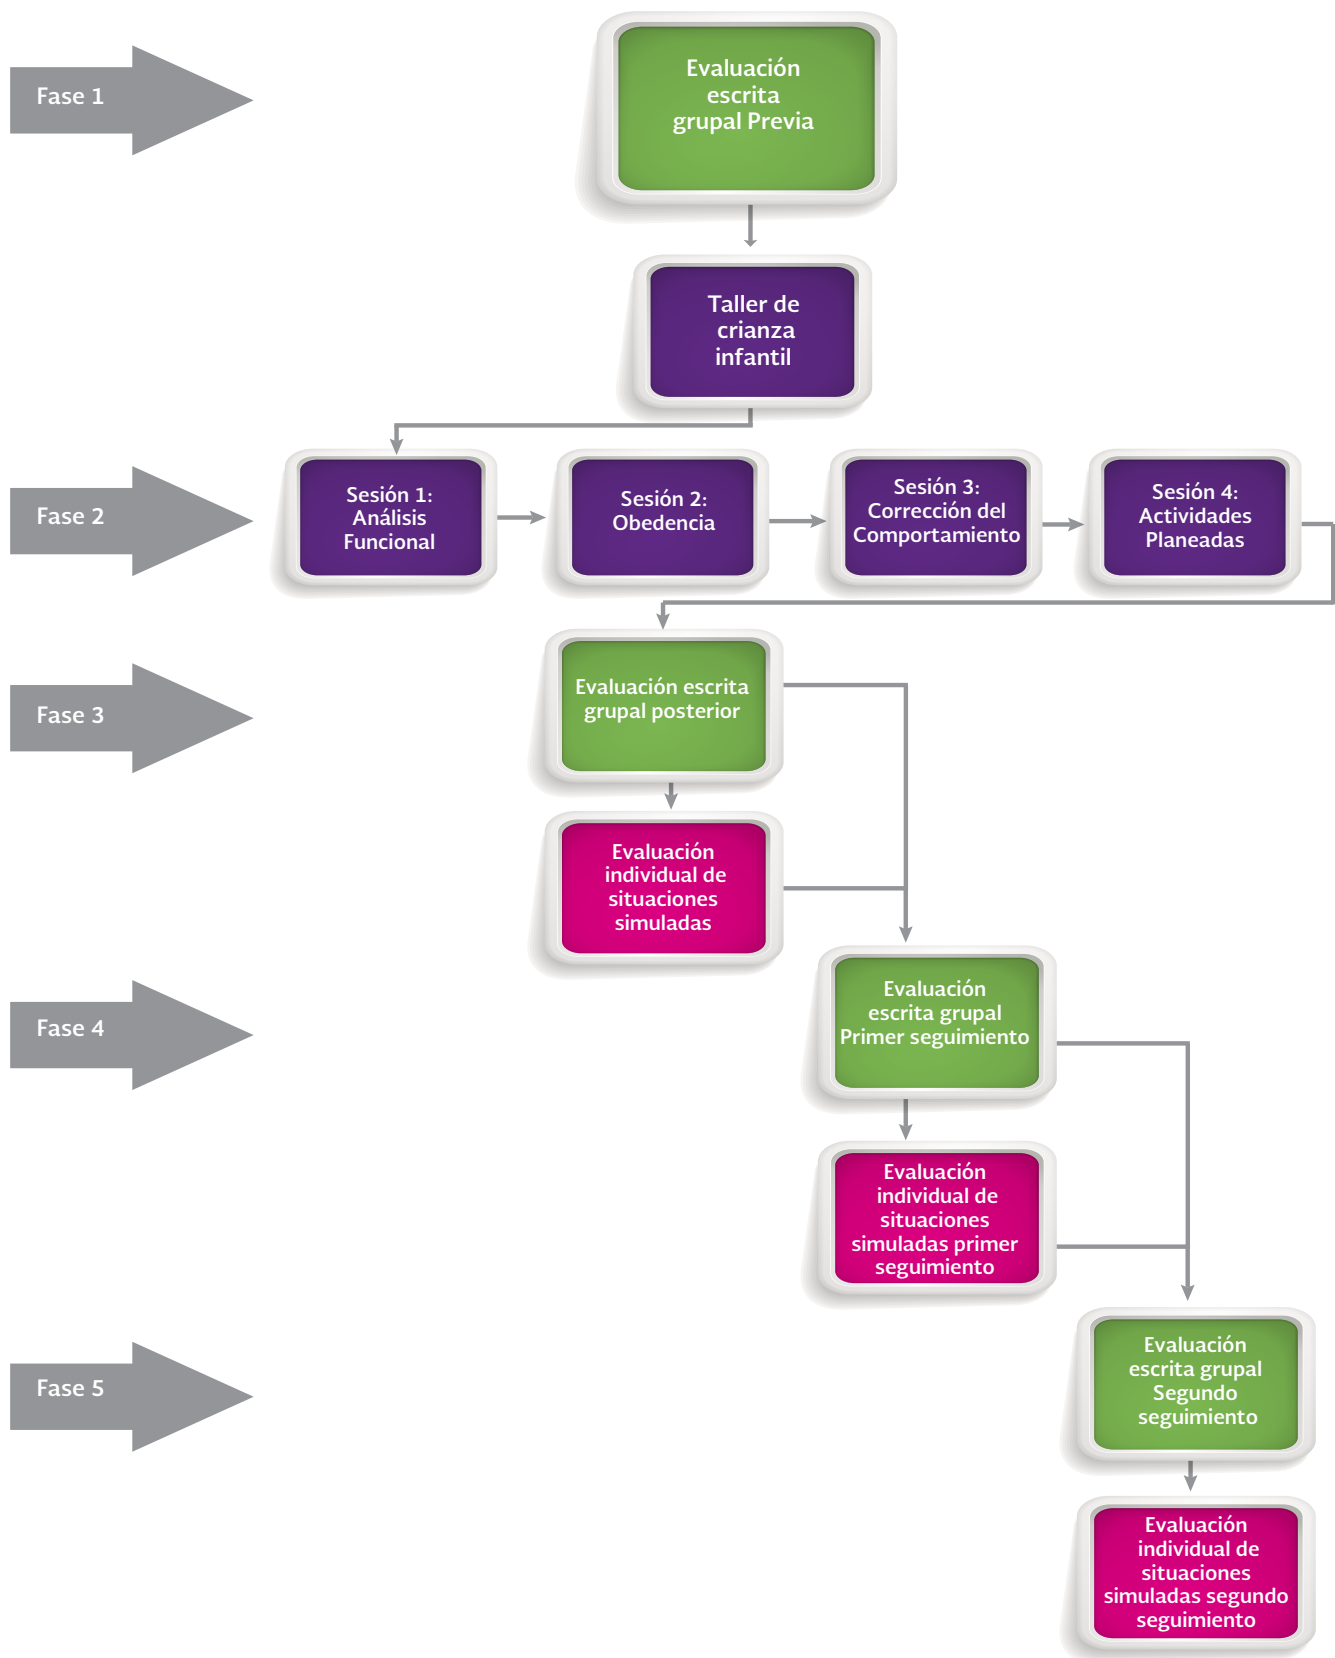 Fase 1
Evaluación
escrita
grupal Previa
Taller de
crianza
infantil
Fase 2
Sesión 1:
Análisis
Funcional
Sesión 2:
Obedencia
Sesión 3:
Corrección del
Comportamiento
Sesión 4:
Actividades
Planeadas
Fase 3
Evaluación escrita
grupal posterior
Evaluación
individual de
situaciones
simuladas
Fase 4
Evaluación
escrita grupal
Primer seguimiento
Evaluación
individual de
situaciones
simuladas primer
seguimiento
Fase 5
Evaluación
escrita grupal
Segundo
seguimiento
Evaluación
individual de
situaciones
simuladas segundo
seguimiento